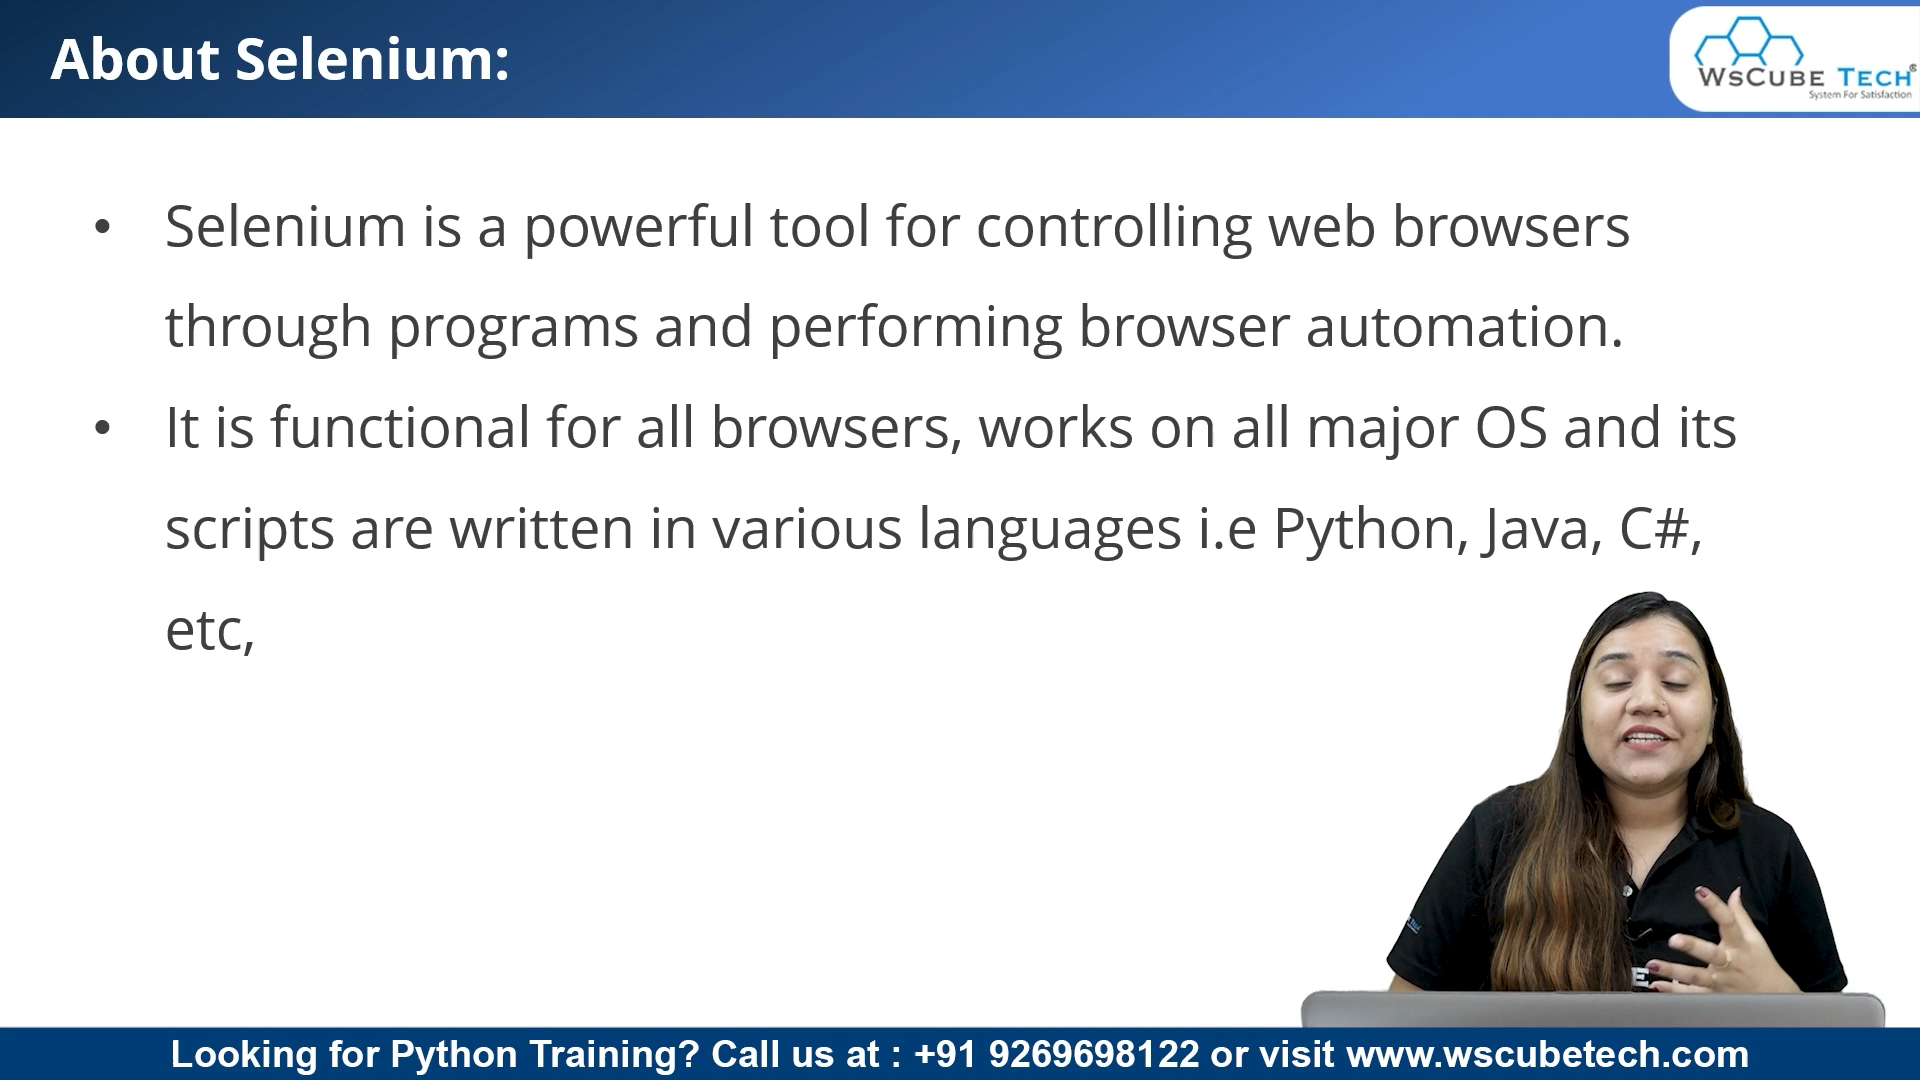 About Selenium:
WsCube Tech®
System For Satisfaction
• Selenium is a powerful tool for controlling web browsers
through programs and performing browser automation.
• It is functional for all browsers, works on all major OS and its
scripts are written in various languages i.e Python, Java, C#,
etc,
Looking for Python Training? Call us at : +91 9269698122 or visit www.wscubetech.com